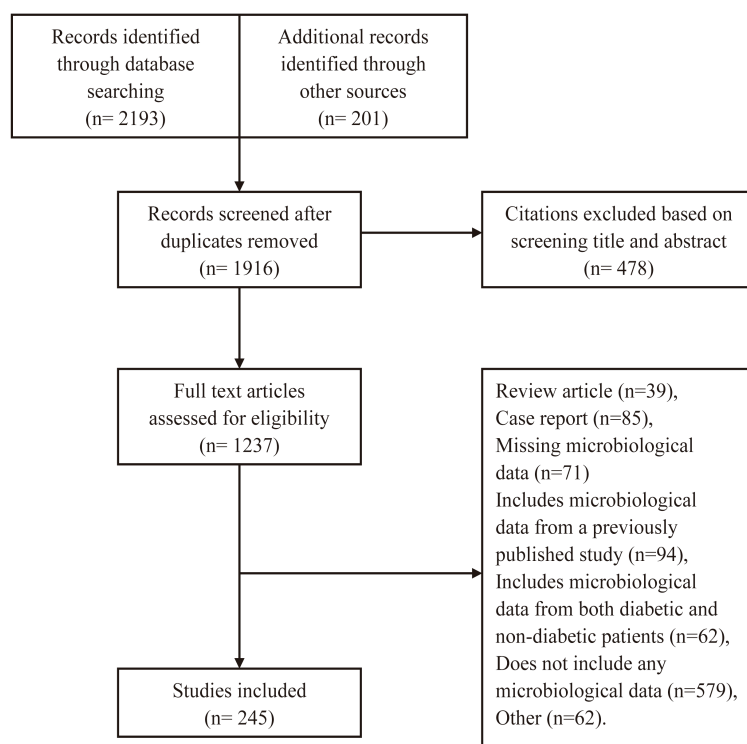 Records identified
through database
searching
(n= 2193)
Additional records
identified through
other sources
(n= 201)
Records screened after
duplicates removed
(n= 1916)
Citations excluded based on
screening title and abstract
(n= 478)
Full text articles
assessed for eligibility
(n= 1237)
Review article (n=39),
Case report (n=85),
Missing microbiological
data (n=71)
Includes microbiological
data from a previously
published study (n=94),
Includes microbiological
data from both diabetic and
non-diabetic patients (n=62),
Does not include any
microbiological data (n=579),
Other (n=62).
Studies included
(n= 245)